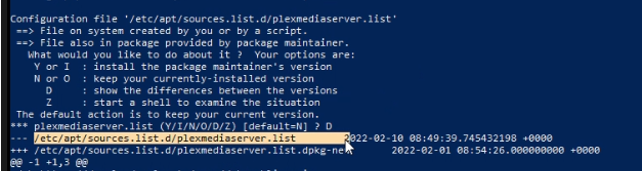 Configuration file '/etc/apt/sources.list.d/plexmediaserver.list'
==> File on system created by you or by a script.
==> File also in package provided by package maintainer.
What would you like to do about it ? Your options are:
Y or I : install the package maintainer's version
N or O : keep your currently-installed version
D : show the differences between the versions
Z : start a shell to examine the situation
The default action is to keep your current version.
*** plexmediaserver.list (Y/I/N/O/D/Z) [default=N] ? D
--- /etc/apt/sources.list.d/plexmediaserver.list 2022-02-10 08:49:39.745432198 +0000
+++ /etc/apt/sources.list.d/plexmediaserver.list.dpkg-new 2022-02-01 08:54:26.000000000 +0000
@@ -1 +1,3 @@